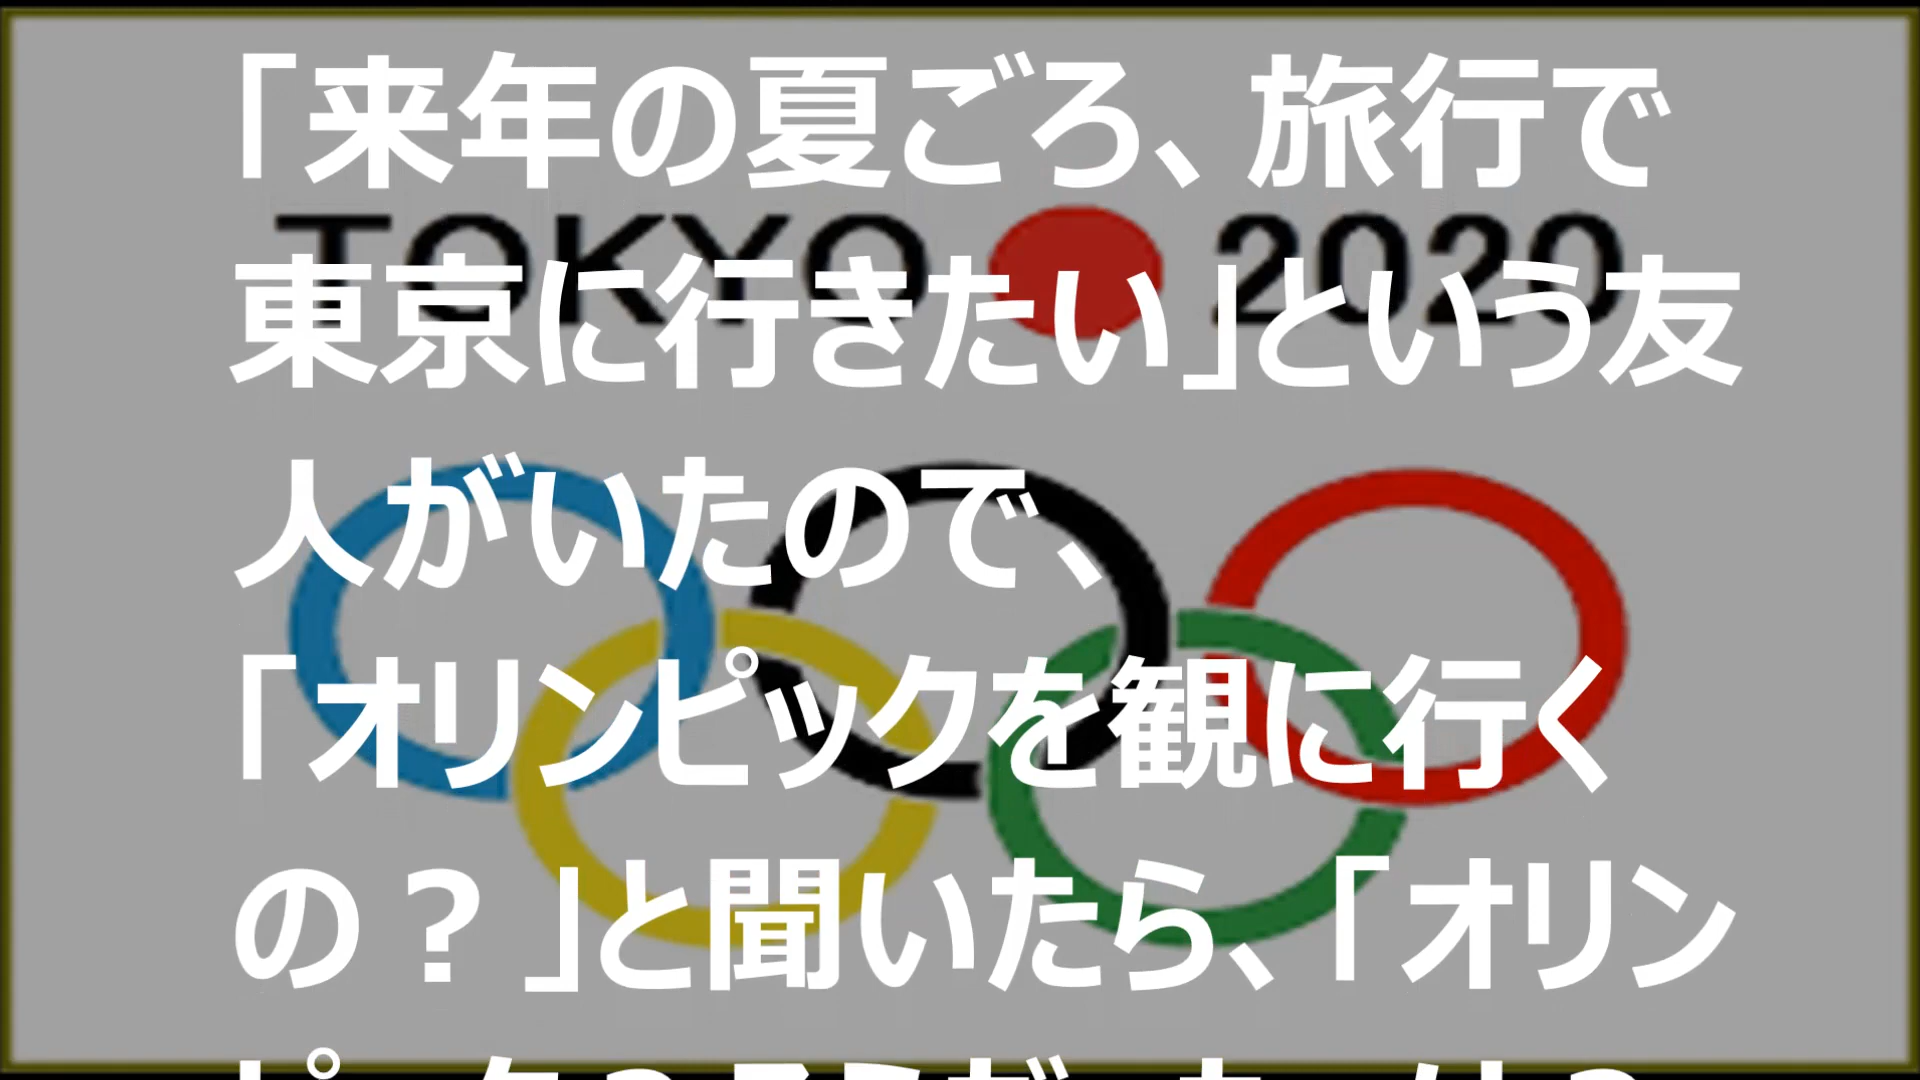 「来年の夏ごろ、旅行で
TOKYO 2020
東京に行きたい」という友
人がいたので、
「オリンピックを観に行く
の?」と聞いたら、「オリン